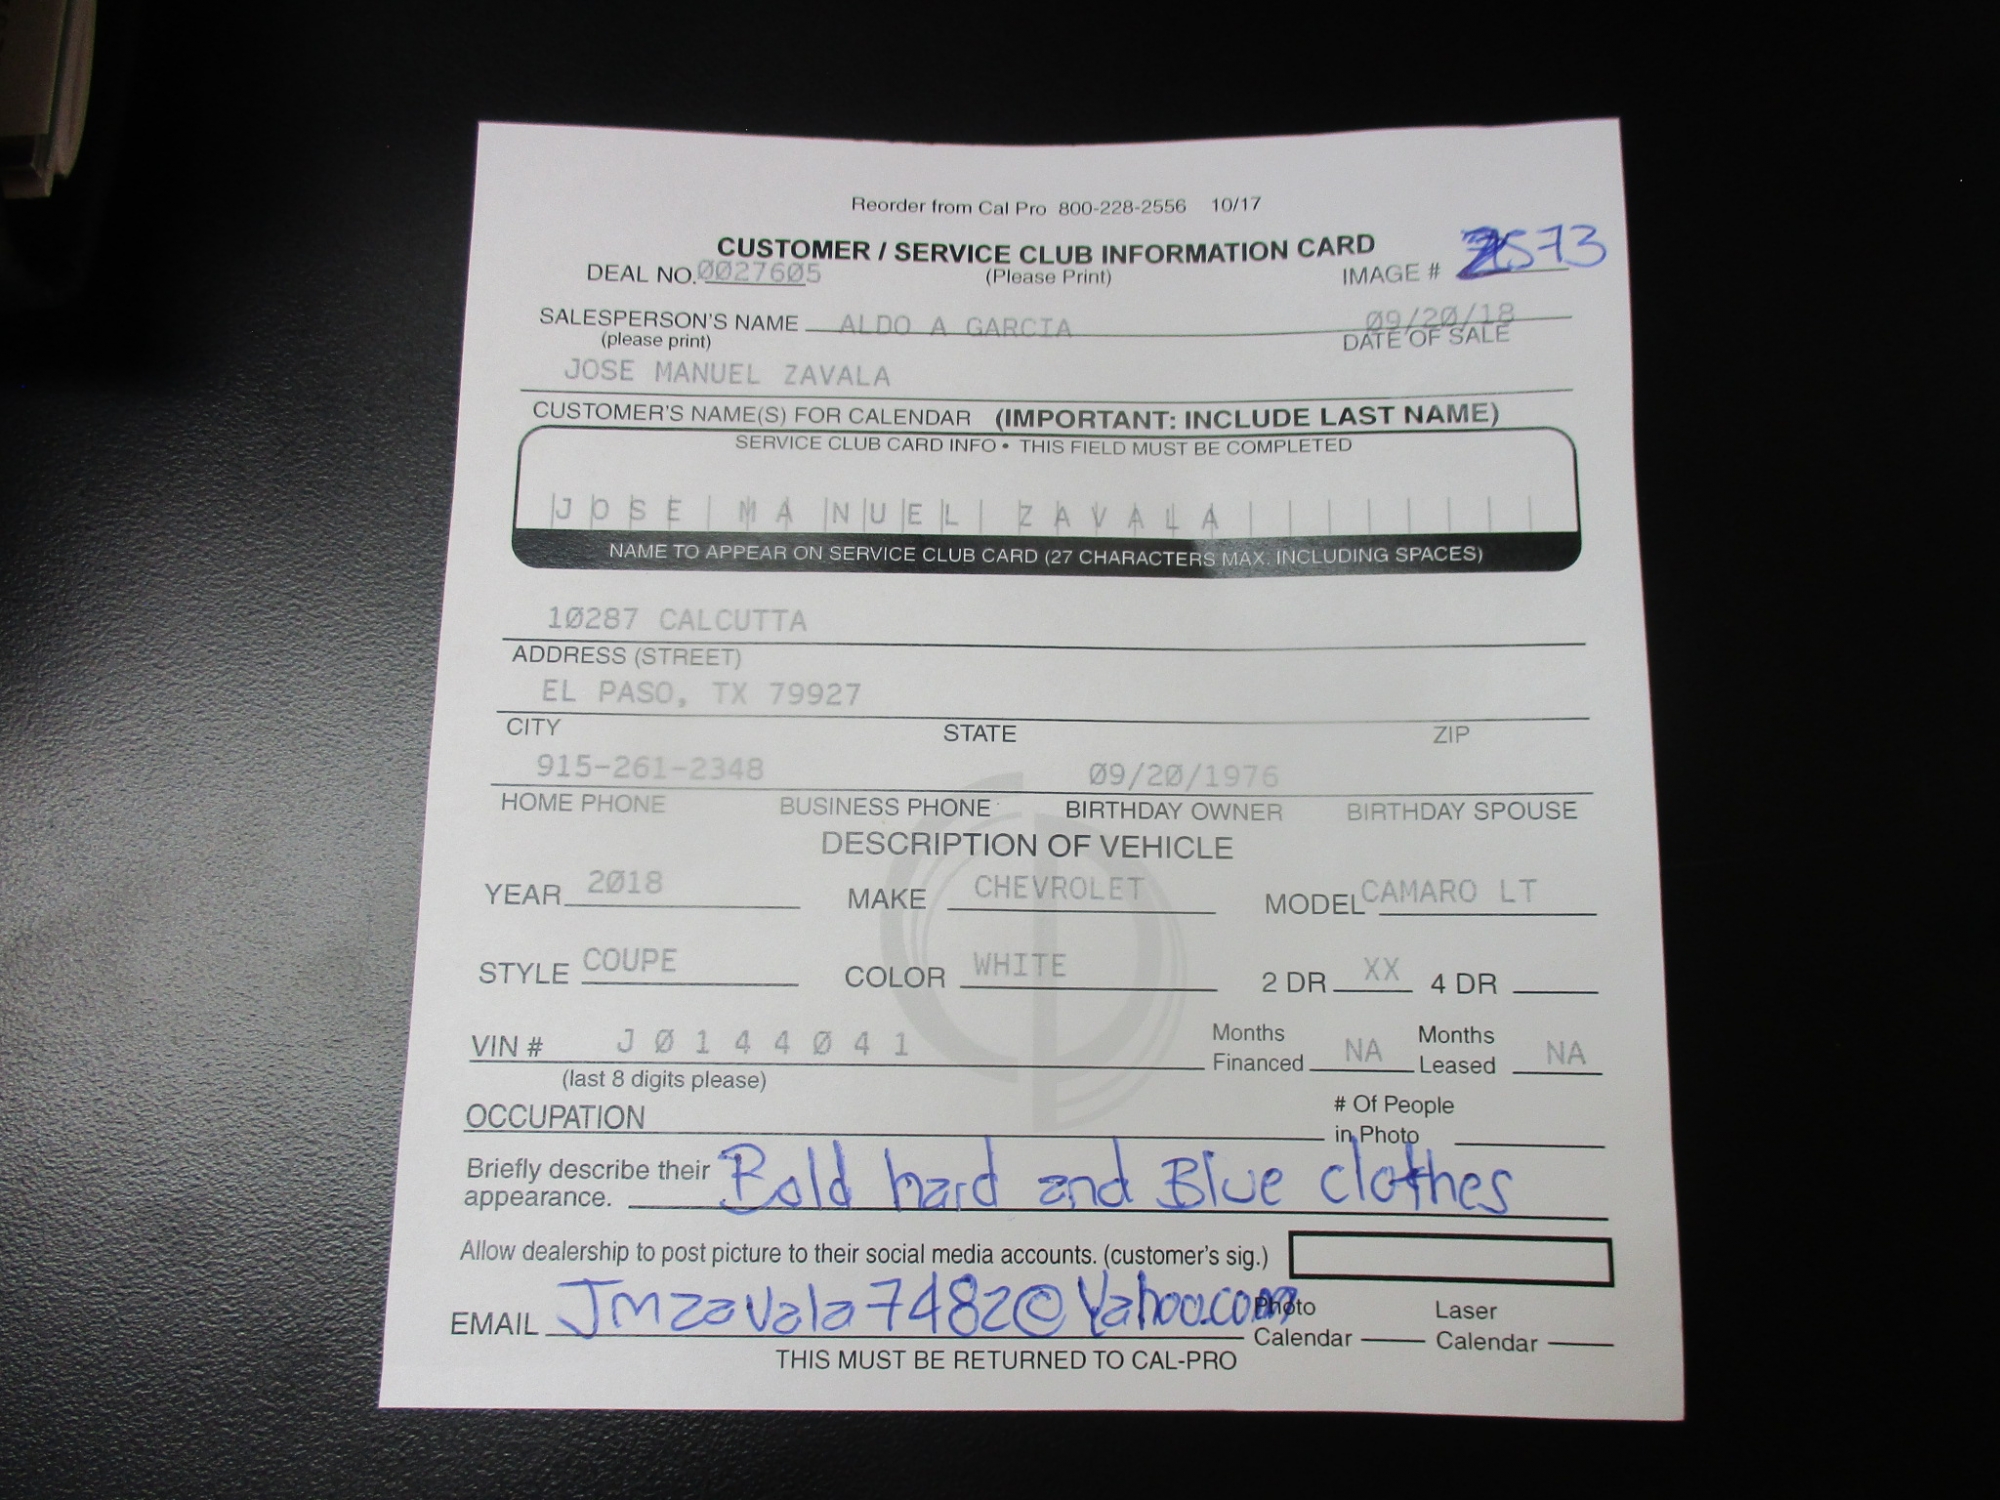 Reorder from Cal Pro 800-228-2556 10/17
CUSTOMER / SERVICE CLUB INFORMATION CARD
DEAL NO. 0027605 (Please Print) IMAGE # 2573
SALESPERSON'S NAME ALDO A GARCIA 09/20/18
(please print) DATE OF SALE
JOSE MANUEL ZAVALA
CUSTOMER'S NAME(S) FOR CALENDAR (IMPORTANT: INCLUDE LAST NAME)
SERVICE CLUB CARD INFO • THIS FIELD MUST BE COMPLETED
JOSE MANUEL ZAVALA
NAME TO APPEAR ON SERVICE CLUB CARD (27 CHARACTERS MAX. INCLUDING SPACES)
10287 CALCUTTA
ADDRESS (STREET)
EL PASO, TX 79927
CITY STATE ZIP
915-261-2348 09/20/1976
HOME PHONE BUSINESS PHONE BIRTHDAY OWNER BIRTHDAY SPOUSE
DESCRIPTION OF VEHICLE
YEAR 2018 MAKE CHEVROLET MODEL CAMARO LT
STYLE COUPE COLOR WHITE 2 DR XX 4 DR
VIN # J0144041 Months Financed NA Months Leased NA
(last 8 digits please)
OCCUPATION # Of People in Photo
Briefly describe their appearance. Bold hard and Blue clothes
Allow dealership to post picture to their social media accounts. (customer's sig.)
EMAIL Jmzavala7482@Yahoo.com Photo Calendar Laser Calendar
THIS MUST BE RETURNED TO CAL-PRO